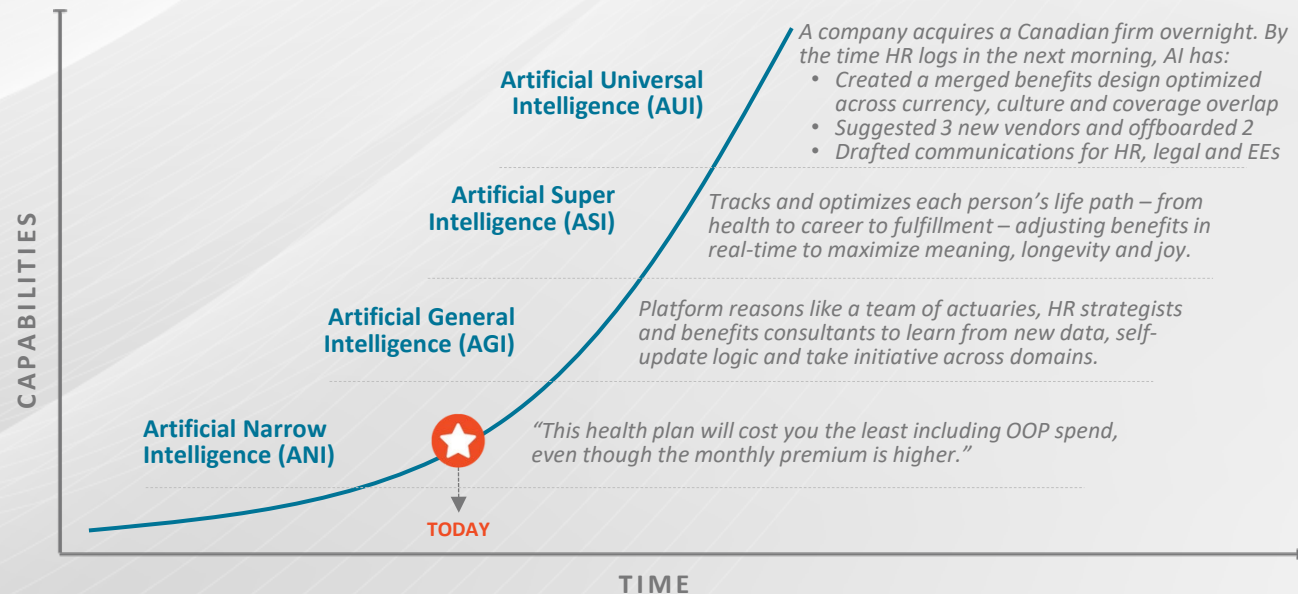 CAPABILITIES
Artificial Universal
Intelligence (AUI)
A company acquires a Canadian firm overnight. By
the time HR logs in the next morning, AI has:
• Created a merged benefits design optimized
across currency, culture and coverage overlap
• Suggested 3 new vendors and offboarded 2
• Drafted communications for HR, legal and EEs
Artificial Super
Intelligence (ASI)
Tracks and optimizes each person’s life path – from
health to career to fulfillment – adjusting benefits in
real-time to maximize meaning, longevity and joy.
Artificial General
Intelligence (AGI)
Platform reasons like a team of actuaries, HR strategists
and benefits consultants to learn from new data, self-
update logic and take initiative across domains.
Artificial Narrow
Intelligence (ANI)
“This health plan will cost you the least including OOP spend,
even though the monthly premium is higher.”
TODAY
TIME